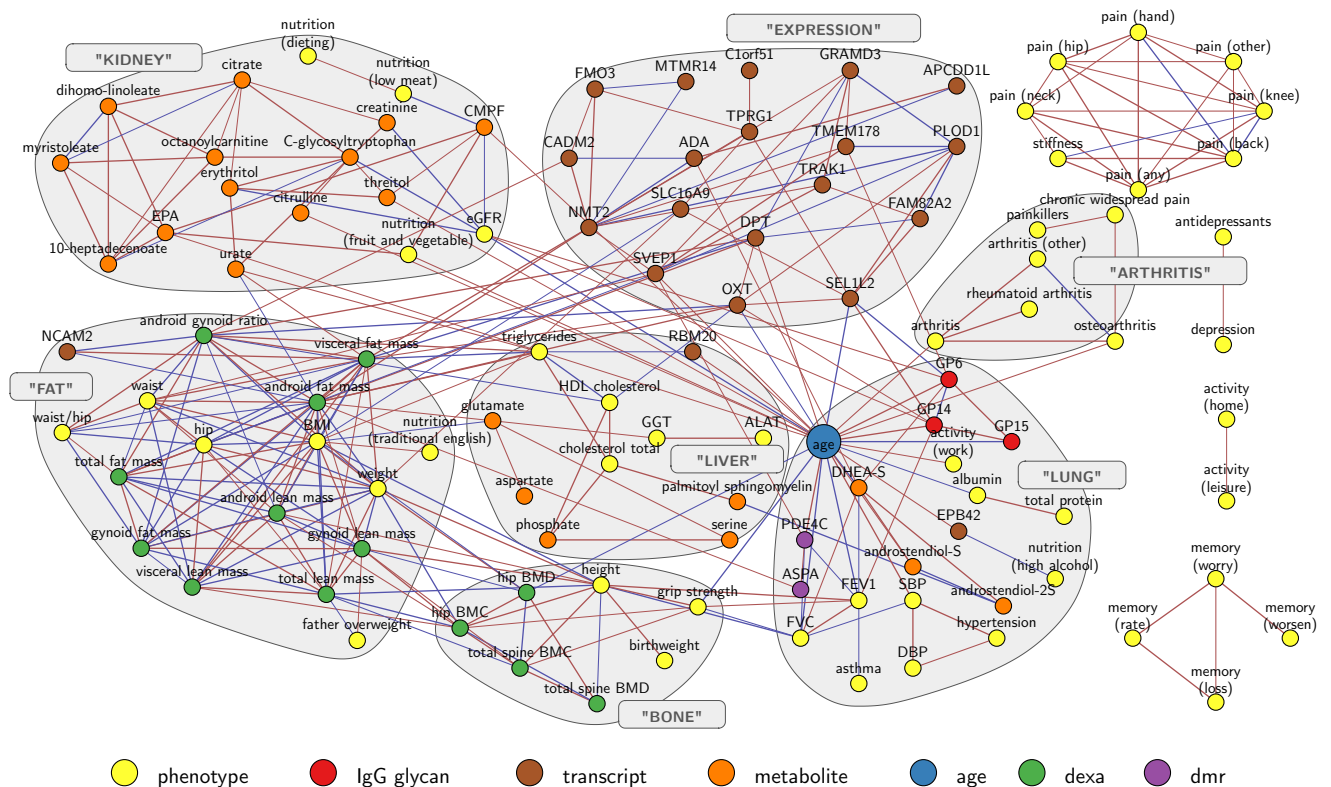 "KIDNEY"
nutrition
(dieting)
citrate
nutrition
(low meat)
dihomo-linoleate
creatinine
CMPF
myristoleate
octanoylcarnitine
C-glycosyltryptophan
erythritol
citrulline
threitol
EPA
nutrition
(fruit and vegetable)
eGFR
10-heptadecenoate
urate
"EXPRESSION"
C1orf51
GRAMD3
FMO3
MTMR14
APCDD1L
TPRG1
TMEM178
PLOD1
CADM2
ADA
TRAK1
SLC16A9
NMT2
FAM82A2
DPT
SVEP1
OXT
SEL1L2
pain (hand)
pain (hip)
pain (other)
pain (neck)
pain (knee)
stiffness
pain (back)
pain (any)
chronic widespread pain
painkillers
arthritis (other)
"ARTHRITIS"
rheumatoid arthritis
arthritis
osteoarthritis
antidepressants
depression
NCAM2
android gynoid ratio
visceral fat mass
"FAT"
waist
android fat mass
waist/hip
hip
BMI
nutrition
(traditional english)
total fat mass
weight
android lean mass
gynoid fat mass
gynoid lean mass
visceral lean mass
total lean mass
father overweight
triglycerides
RBM20
HDL cholesterol
glutamate
GGT
ALAT
cholesterol total
"LIVER"
aspartate
palmitoyl sphingomyelin
phosphate
serine
GP6
GP14
GP15
age
activity
(work)
DHEA-S
albumin
"LUNG"
total protein
PDE4C
EPB42
androstendiol-S
nutrition
(high alcohol)
ASPA
FEV1
SBP
androstendiol-2S
FVC
hypertension
DBP
asthma
hip BMD
height
grip strength
hip BMC
total spine BMC
birthweight
total spine BMD
"BONE"
activity
(home)
activity
(leisure)
memory
(worry)
memory
(rate)
memory
(worsen)
memory
(loss)
phenotype
IgG glycan
transcript
metabolite
age
dexa
dmr